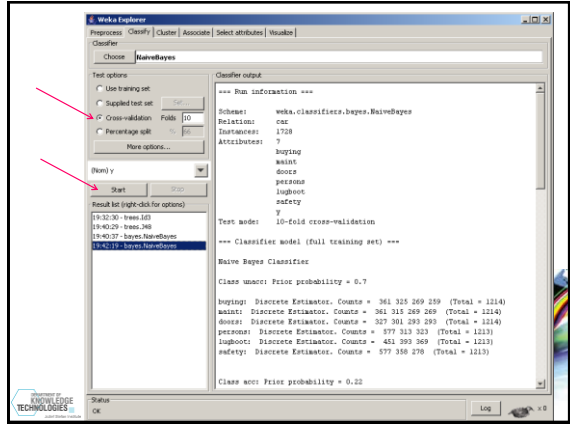 Weka Explorer
Preprocess Classify Cluster Associate Select attributes Visualize
Classifier
Choose NaiveBayes
Test options
Use training set
Supplied test set Set...
Cross-validation Folds 10
Percentage split % 66
More options...
(Nom) y
Start Stop
Result list (right-click for options)
19:32:30 - trees.Id3
19:40:29 - trees.J48
19:40:37 - bayes.NaiveBayes
19:42:19 - bayes.NaiveBayes
Classifier output
=== Run information ===
Scheme: weka.classifiers.bayes.NaiveBayes
Relation: car
Instances: 1728
Attributes: 7
buying
maint
doors
persons
lugboot
safety
y
Test mode: 10-fold cross-validation
=== Classifier model (full training set) ===
Naive Bayes Classifier
Class unacc: Prior probability = 0.7
buying: Discrete Estimator. Counts = 361 325 269 259 (Total = 1214)
maint: Discrete Estimator. Counts = 361 315 269 269 (Total = 1214)
doors: Discrete Estimator. Counts = 327 301 293 293 (Total = 1214)
persons: Discrete Estimator. Counts = 577 313 323 (Total = 1213)
lugboot: Discrete Estimator. Counts = 451 393 369 (Total = 1213)
safety: Discrete Estimator. Counts = 577 358 278 (Total = 1213)
Class acc: Prior probability = 0.22
Status
OK
Log x 0
DEPARTMENT OF
KNOWLEDGE
TECHNOLOGIES
Jožef Stefan Institute